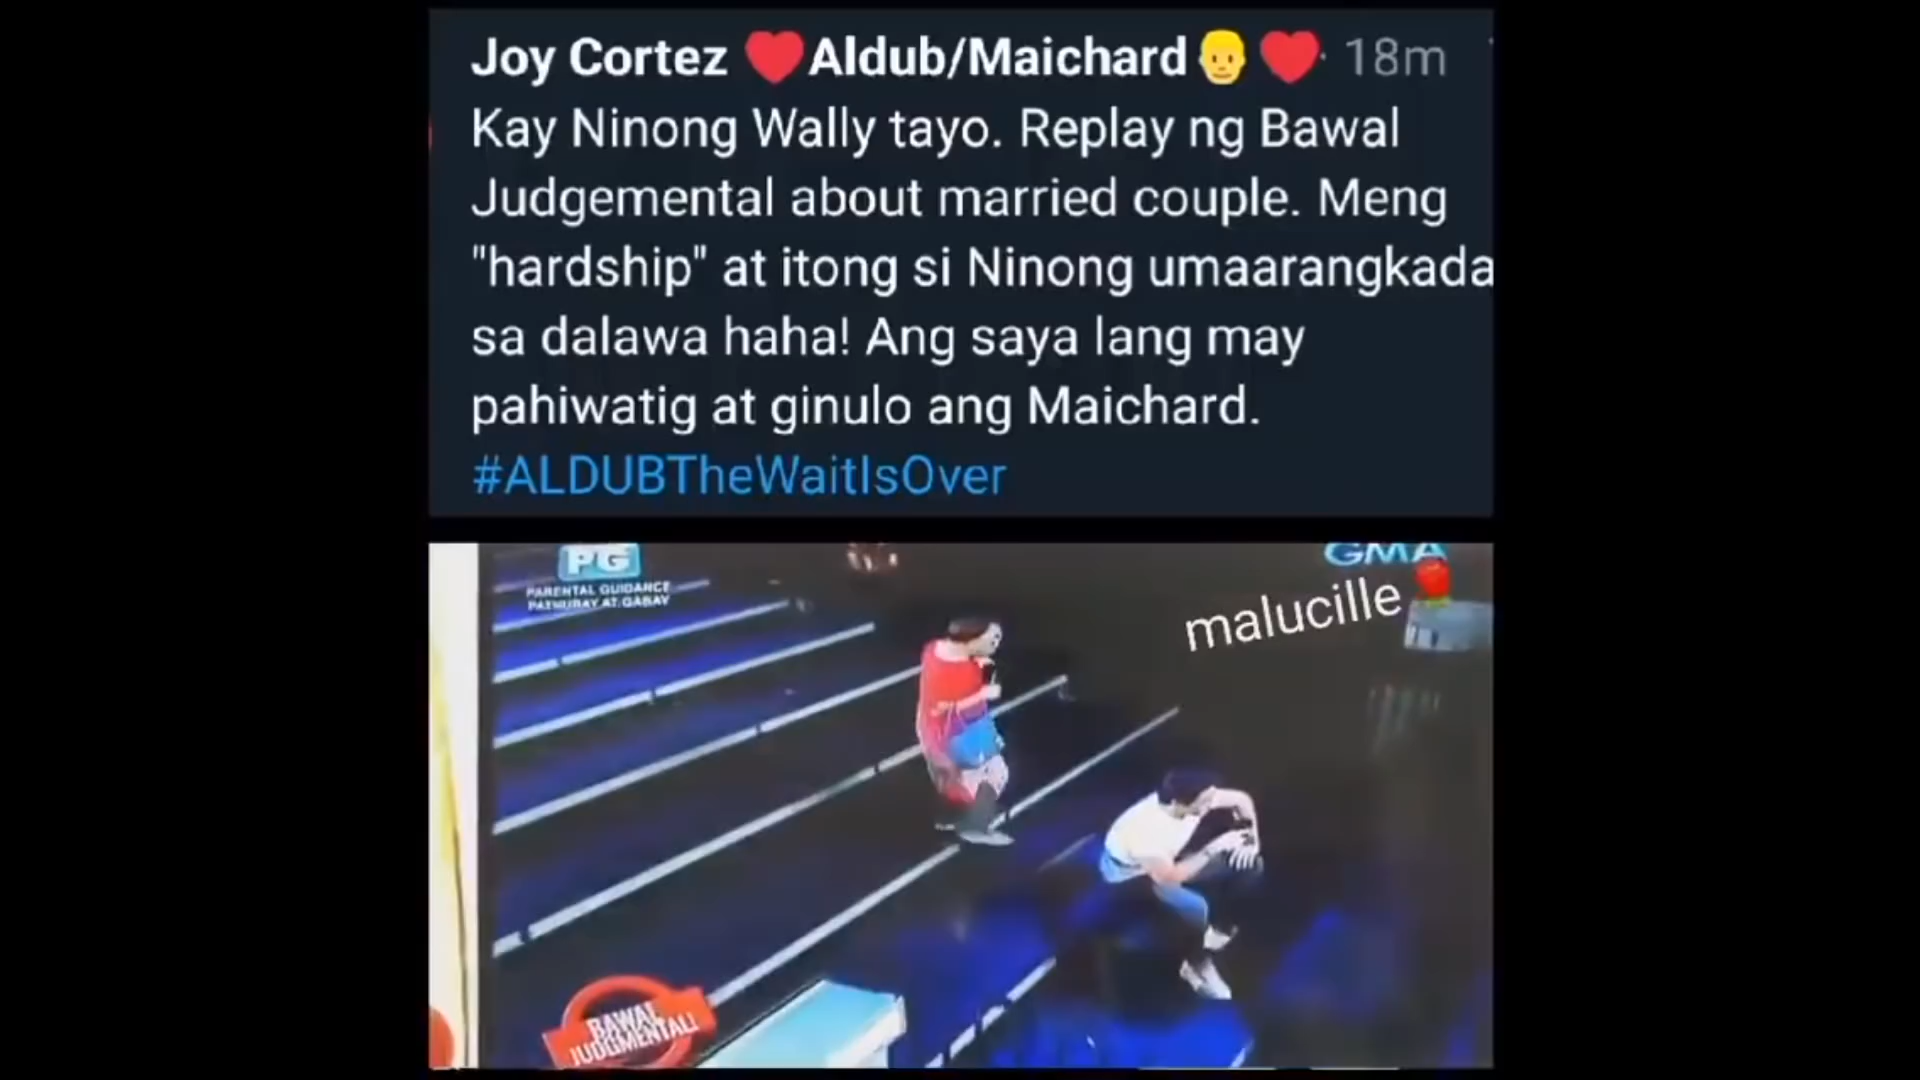 Joy Cortez ❤️Aldub/Maichard👱❤️· 18m
Kay Ninong Wally tayo. Replay ng Bawal
Judgemental about married couple. Meng
"hardship" at itong si Ninong umaarangkada
sa dalawa haha! Ang saya lang may
pahiwatig at ginulo ang Maichard.
#ALDUBTheWaitIsOver
PG
PARENTAL GUIDANCE
PATNUBAY AT GABAY
GMA
malucille🌹
BAWAL
JUDGMENTAL!